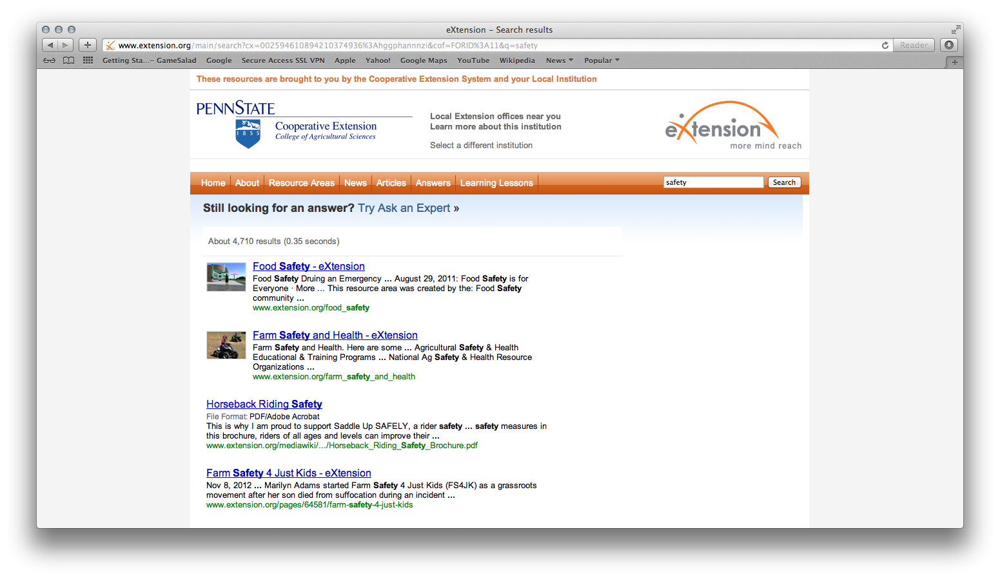 eXtension – Search results
www.extension.org/main/search?cx=002594610894210374936%3Ahggphannnzi&cof=FORID%3A11&q=safety
Reader
Getting Sta...– GameSalad Google Secure Access SSL VPN Apple Yahoo! Google Maps YouTube Wikipedia News Popular
These resources are brought to you by the Cooperative Extension System and your Local Institution
PENNSTATE
1855
Cooperative Extension
College of Agricultural Sciences
Local Extension offices near you
Learn more about this institution
Select a different institution
eXtension
more mind reach
Home About Resource Areas News Articles Answers Learning Lessons
safety Search
Still looking for an answer? Try Ask an Expert »
About 4,710 results (0.35 seconds)
Food Safety - eXtension
Food Safety Druing an Emergency ... August 29, 2011: Food Safety is for
Everyone · More ... This resource area was created by the: Food Safety
community ...
www.extension.org/food_safety
Farm Safety and Health - eXtension
Farm Safety and Health. Here are some ... Agricultural Safety & Health
Educational & Training Programs ... National Ag Safety & Health Resource
Organizations ...
www.extension.org/farm_safety_and_health
Horseback Riding Safety
File Format: PDF/Adobe Acrobat
This is why I am proud to support Saddle Up SAFELY, a rider safety ... safety measures in
this brochure, riders of all ages and levels can improve their ...
www.extension.org/mediawiki/.../Horseback_Riding_Safety_Brochure.pdf
Farm Safety 4 Just Kids - eXtension
Nov 8, 2012 ... Marilyn Adams started Farm Safety 4 Just Kids (FS4JK) as a grassroots
movement after her son died from suffocation during an incident ...
www.extension.org/pages/64581/farm-safety-4-just-kids